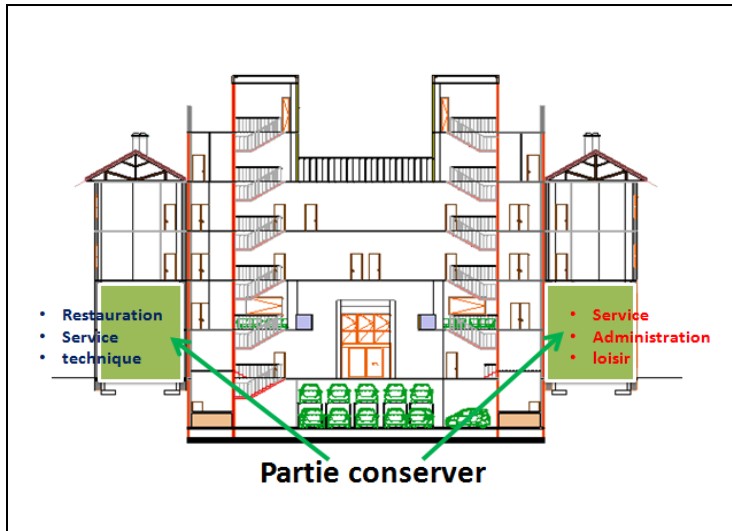 • Restauration
• Service
• technique
• Service
• Administration
• loisir
Partie conserver